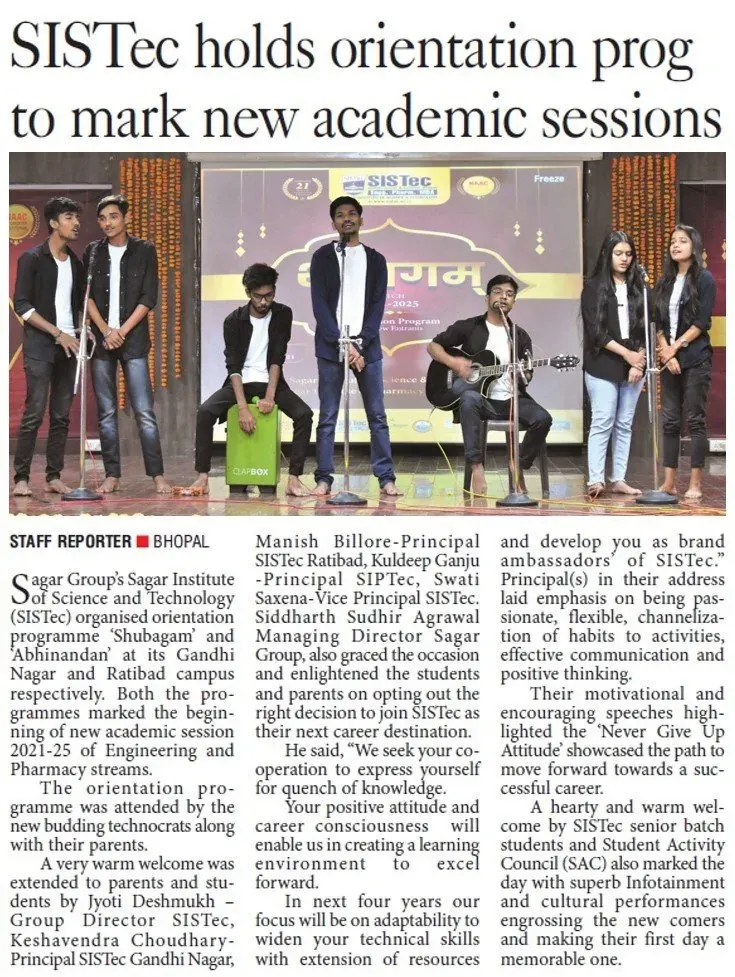 SISTec holds orientation prog
to mark new academic sessions
NAAC
21
SISTec
Engg., Pharm., MBA
NAAC
Freeze
-2025
CLAPBOX
STAFF REPORTER ■ BHOPAL
Sagar Group's Sagar Institute
of Science and Technology
(SISTec) organised orientation
programme 'Shubagam' and
'Abhinandan' at its Gandhi
Nagar and Ratibad campus
respectively. Both the pro-
grammes marked the begin-
ning of new academic session
2021-25 of Engineering and
Pharmacy streams.
The orientation pro-
gramme was attended by the
new budding technocrats along
with their parents.
A very warm welcome was
extended to parents and stu-
dents by Jyoti Deshmukh –
Group Director SISTec,
Keshavendra Choudhary-
Principal SISTec Gandhi Nagar,
Manish Billore-Principal
SISTec Ratibad, Kuldeep Ganju
-Principal SIPTec, Swati
Saxena-Vice Principal SISTEC.
Siddharth Sudhir Agrawal
Managing Director Sagar
Group, also graced the occasion
and enlightened the students
and parents on opting out the
right decision to join SISTec as
their next career destination.
He said, "We seek your co-
operation to express yourself
for quench of knowledge.
Your positive attitude and
career consciousness will
enable us in creating a learning
environment to excel
forward.
In next four years our
focus will be on adaptability to
widen your technical skills
with extension of resources
and develop you as brand
ambassadors' of SISTec."
Principal(s) in their address
laid emphasis on being pas-
sionate, flexible, channeliza-
tion of habits to activities,
effective communication and
positive thinking.
Their motivational and
encouraging speeches high-
lighted the 'Never Give Up
Attitude' showcased the path to
move forward towards a suc-
cessful career.
A hearty and warm wel-
come by SISTec senior batch
students and Student Activity
Council (SAC) also marked the
day with superb Infotainment
and cultural performances
engrossing the new comers
and making their first day a
memorable one.